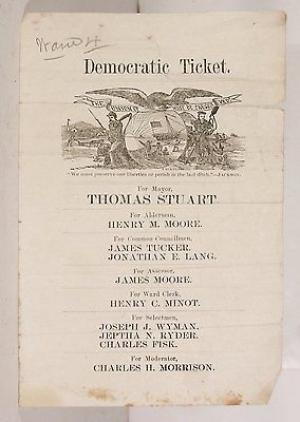 Ward 4
Democratic Ticket.
"We must preserve our liberties or perish in the last ditch."—JACKSON.
For Mayor,
THOMAS STUART
For Alderman,
HENRY M. MOORE.
For Common Councilmen,
JAMES TUCKER.
JONATHAN E. LANG.
For Assessor,
JAMES MOORE.
For Ward Clerk,
HENRY C. MINOT.
For Selectmen,
JOSEPH J. WYMAN.
JEPTHA N. RYDER.
CHARLES FISK.
For Moderator,
CHARLES H. MORRISON.